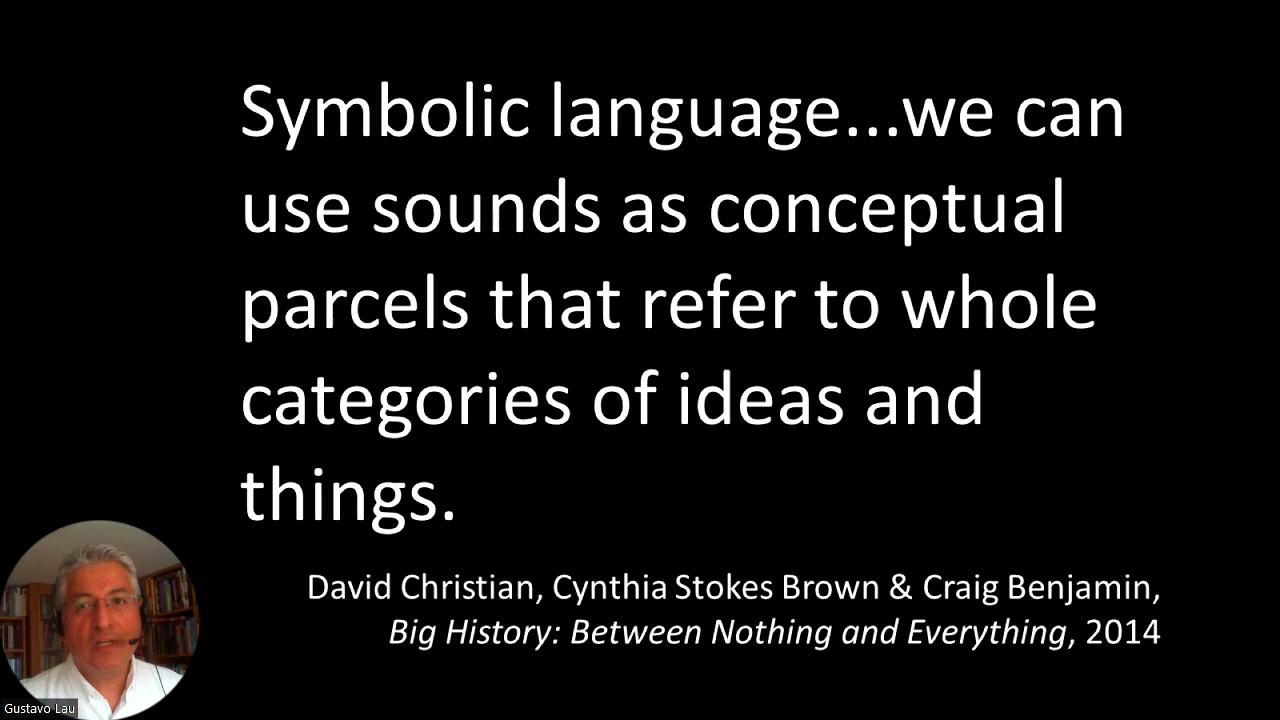 Symbolic language...we can
use sounds as conceptual
parcels that refer to whole
categories of ideas and
things.
David Christian, Cynthia Stokes Brown & Craig Benjamin,
Big History: Between Nothing and Everything, 2014
Gustavo Lau